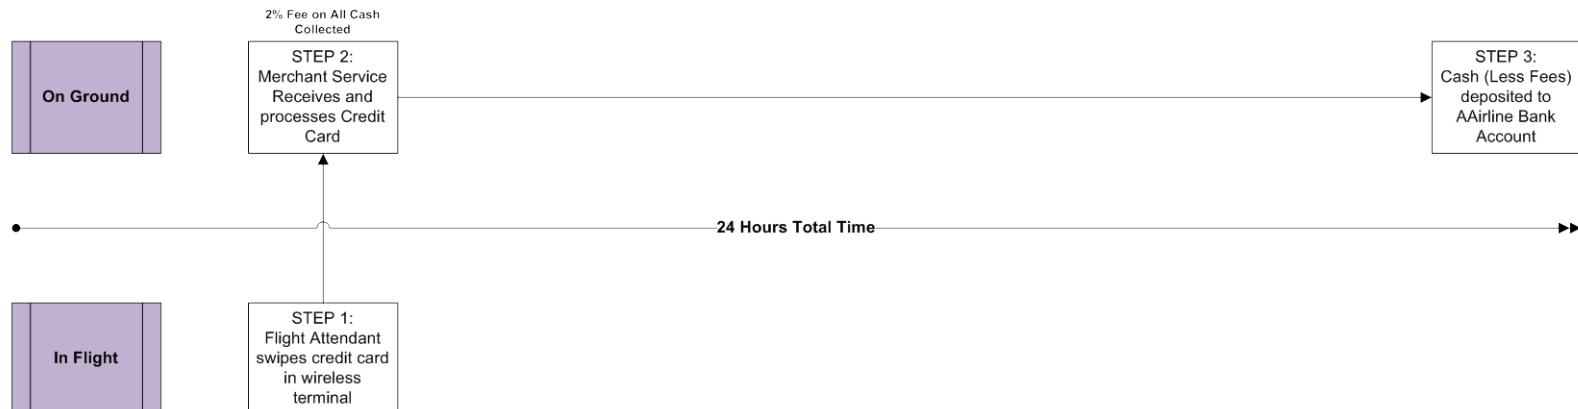 2% Fee on All Cash
Collected
On Ground
STEP 2:
Merchant Service
Receives and
processes Credit
Card
STEP 3:
Cash (Less Fees)
deposited to
AAirline Bank
Account
24 Hours Total Time
In Flight
STEP 1:
Flight Attendant
swipes credit card
in wireless
terminal